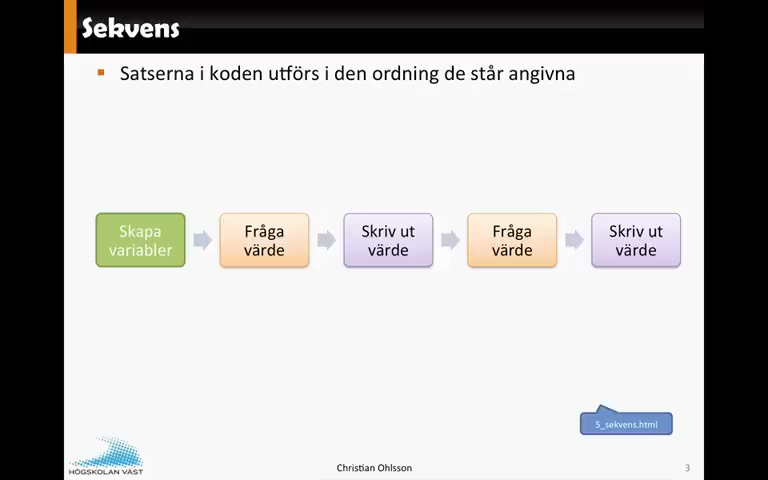 Sekvens
Satserna i koden utförs i den ordning de står angivna
Skapa
variabler
Fråga
värde
Skriv ut
värde
Fråga
värde
Skriv ut
värde
5_sekvens.html
HÖGSKOLAN VÄST
Christian Ohlsson
3